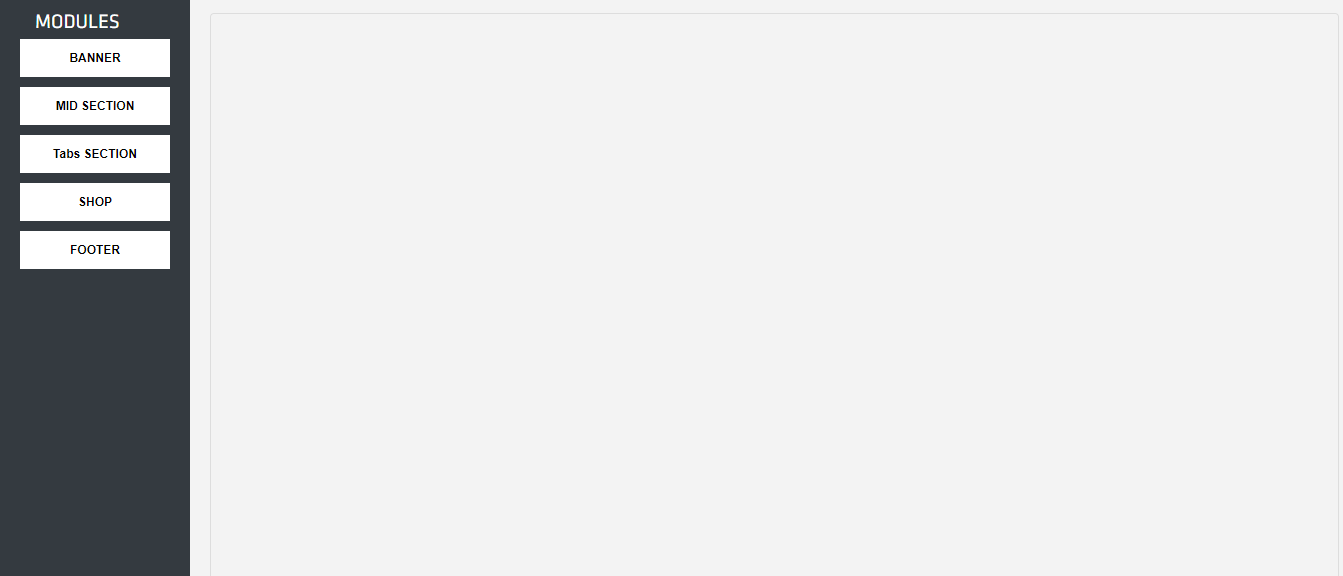 MODULES
BANNER
MID SECTION
Tabs SECTION
SHOP
FOOTER